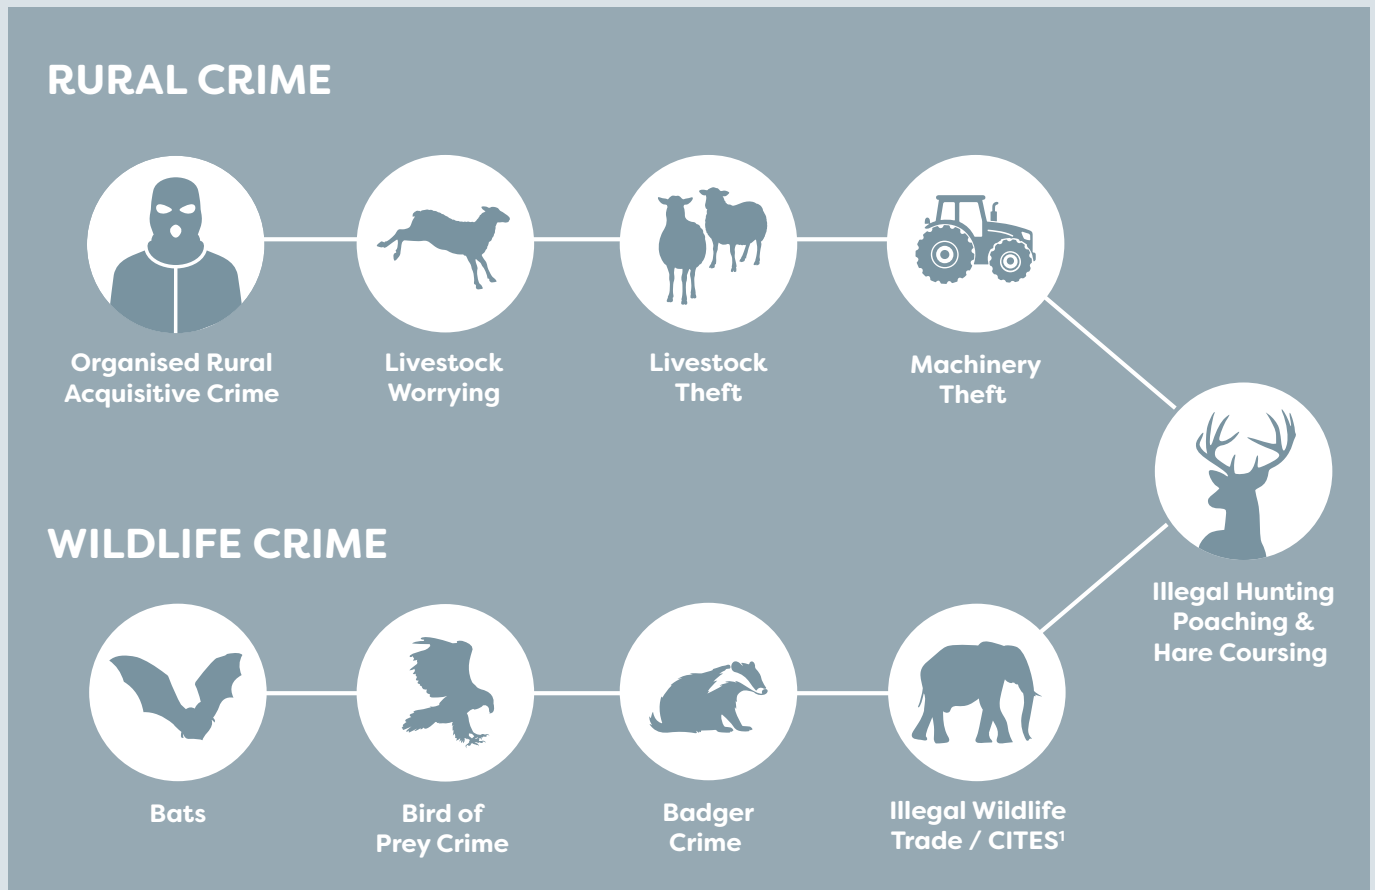 RURAL CRIME
Organised Rural
Acquisitive Crime
Livestock
Worrying
Livestock
Theft
Machinery
Theft
Illegal Hunting
Poaching &
Hare Coursing
WILDLIFE CRIME
Bats
Bird of
Prey Crime
Badger
Crime
Illegal Wildlife
Trade / CITES¹